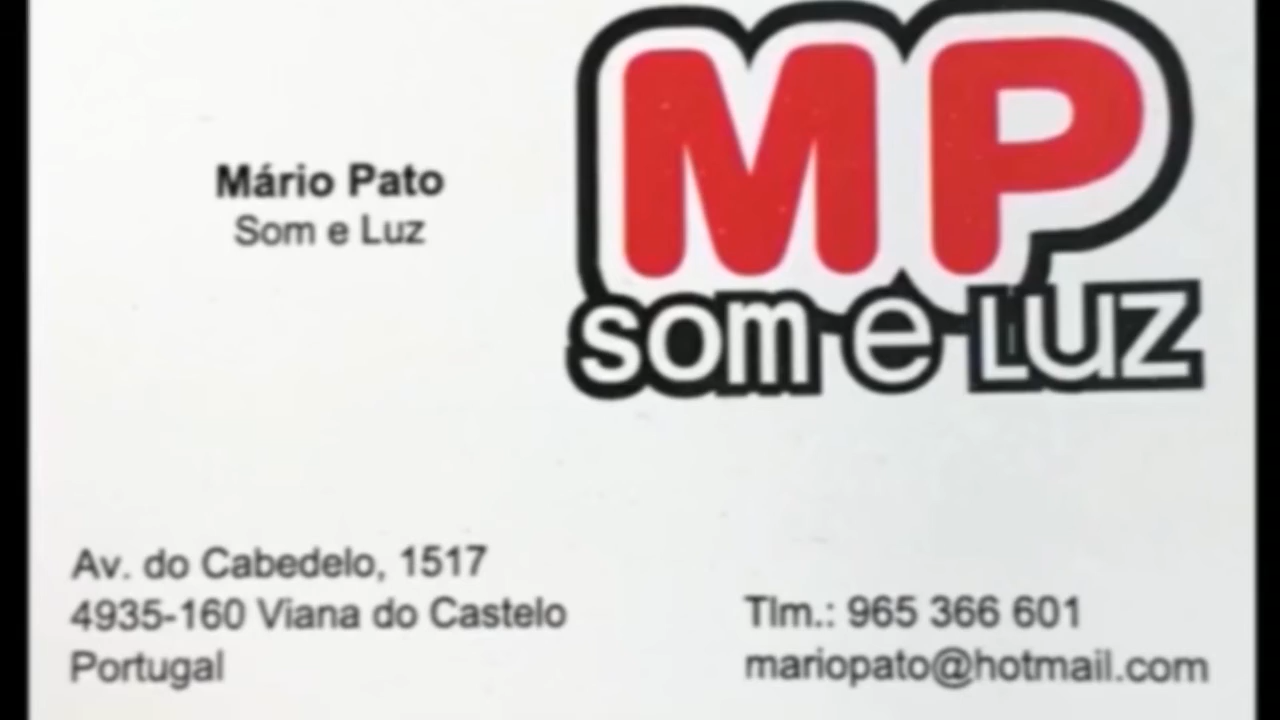 MP
som e Luz
Mário Pato
Som e Luz
Av. do Cabedelo, 1517
4935-160 Viana do Castelo
Portugal
Tlm.: 965 366 601
mariopato@hotmail.com